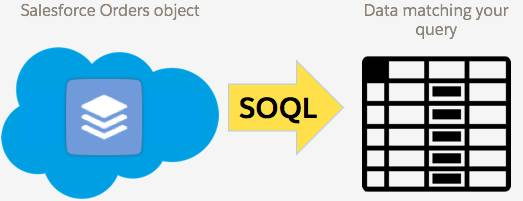 Salesforce Orders object
Data matching your
query
SOQL